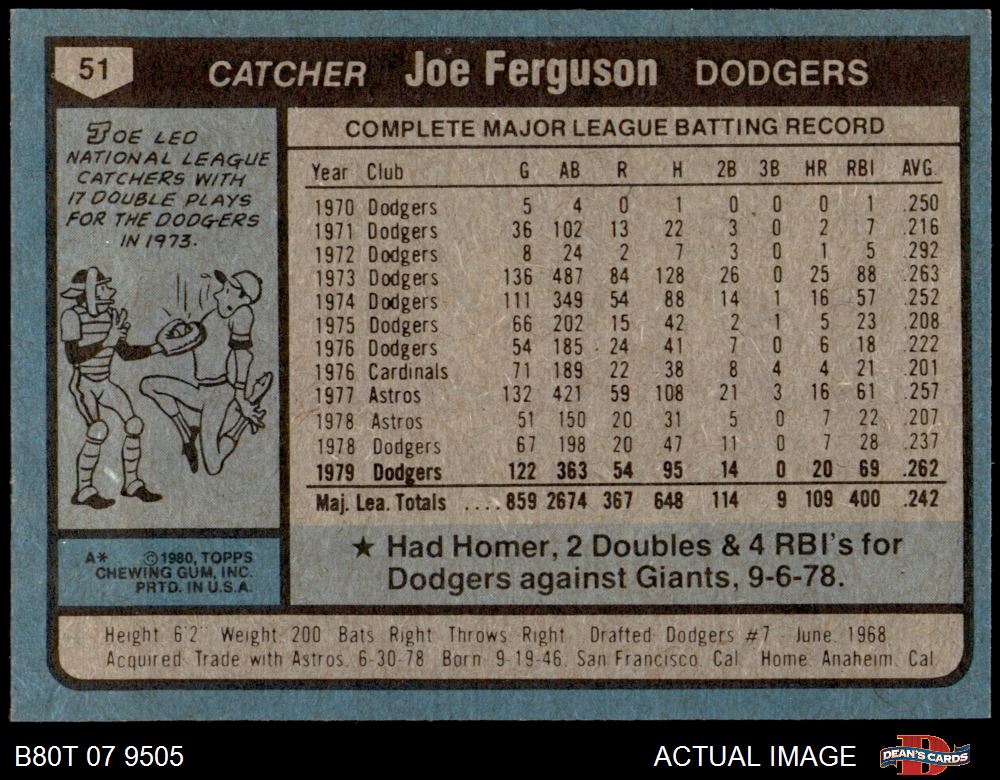 51
CATCHER Joe Ferguson DODGERS
JOE LED
NATIONAL LEAGUE
CATCHERS WITH
17 DOUBLE PLAYS
FOR THE DODGERS
IN 1973.
A* ©1980, TOPPS
CHEWING GUM, INC.
PRTD. IN U.S.A.
COMPLETE MAJOR LEAGUE BATTING RECORD
Year Club G AB R H 2B 3B HR RBI AVG.
1970 Dodgers 5 4 0 1 0 0 0 1 .250
1971 Dodgers 36 102 13 22 3 0 2 7 .216
1972 Dodgers 8 24 2 7 3 0 1 5 .292
1973 Dodgers 136 487 84 128 26 0 25 88 .263
1974 Dodgers 111 349 54 88 14 1 16 57 .252
1975 Dodgers 66 202 15 42 2 1 5 23 .208
1976 Dodgers 54 185 24 41 7 0 6 18 .222
1976 Cardinals 71 189 22 38 8 4 4 21 .201
1977 Astros 132 421 59 108 21 3 16 61 .257
1978 Astros 51 150 20 31 5 0 7 22 .207
1978 Dodgers 67 198 20 47 11 0 7 28 .237
1979 Dodgers 122 363 54 95 14 0 20 69 .262
Maj. Lea. Totals ....859 2674 367 648 114 9 109 400 .242
★ Had Homer, 2 Doubles & 4 RBI's for
Dodgers against Giants, 9-6-78.
Height 6'2" Weight 200 Bats Right Throws Right Drafted Dodgers #7 - June, 1968
Acquired Trade with Astros, 6-30-78 Born 9-19-46, San Francisco, Cal. Home Anaheim, Cal.
B80T 07 9505
ACTUAL IMAGE
DEAN'S CARDS